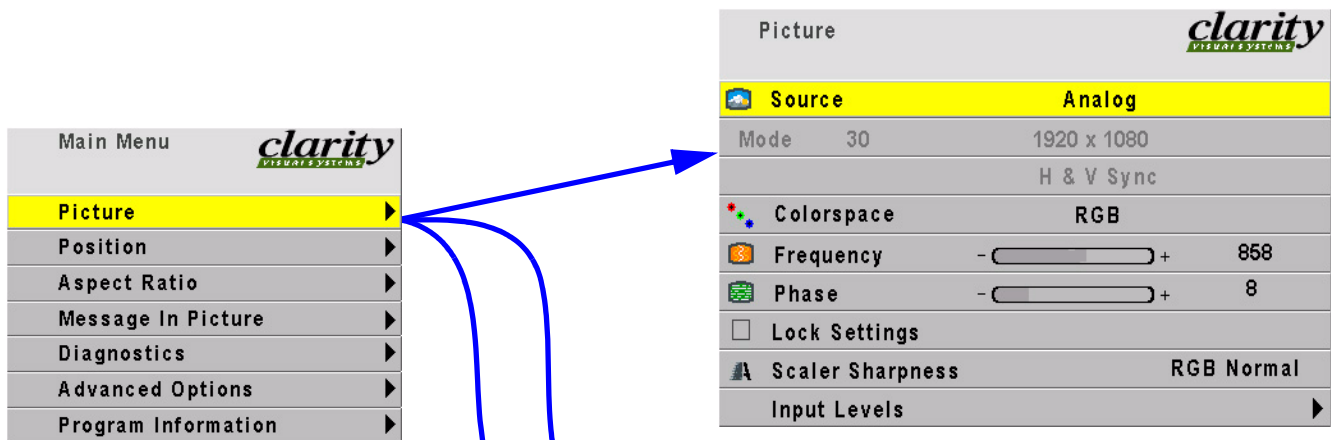 Main Menu
clarity
VISUAL SYSTEMS
Picture
Position
Aspect Ratio
Message In Picture
Diagnostics
Advanced Options
Program Information
Picture
clarity
VISUAL SYSTEMS
Source Analog
Mode 30 1920 x 1080
H & V Sync
Colorspace RGB
Frequency - + 858
Phase - + 8
Lock Settings
Scaler Sharpness RGB Normal
Input Levels